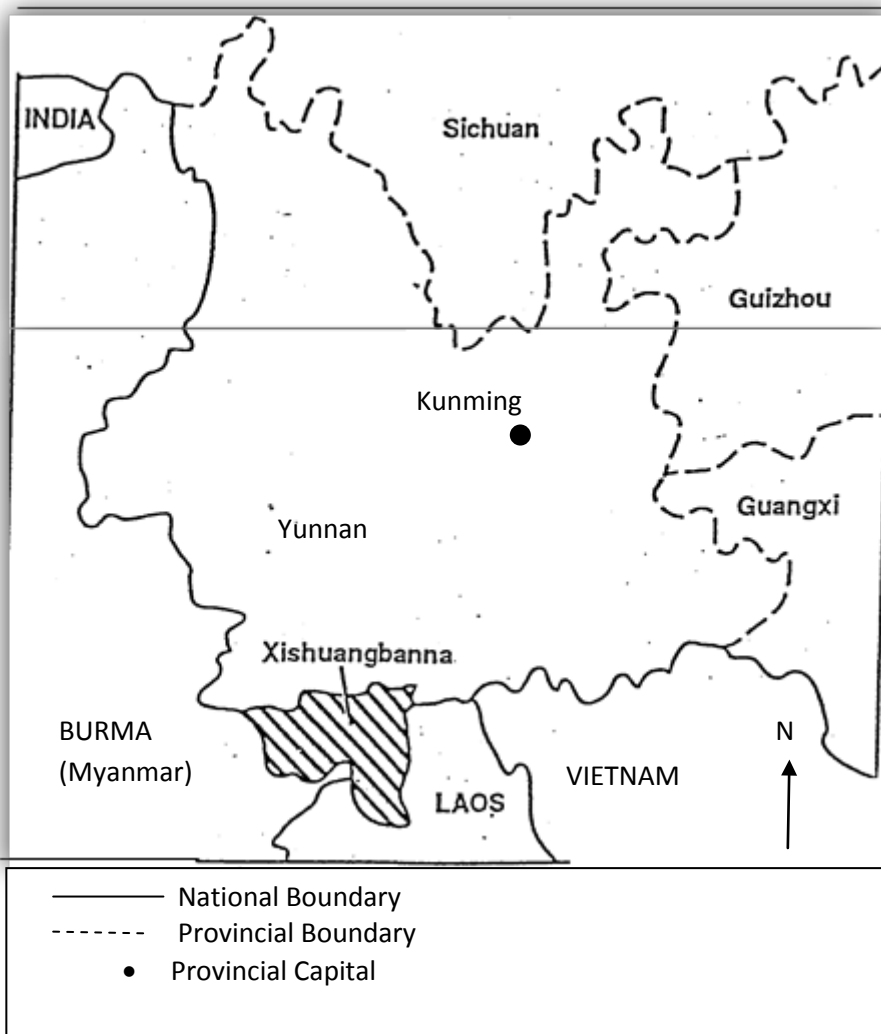 INDIA
Sichuan
Guizhou
Kunming
Guangxi
Yunnan
Xishuangbanna
BURMA
(Myanmar)
N
VIETNAM
LAOS
National Boundary
Provincial Boundary
Provincial Capital